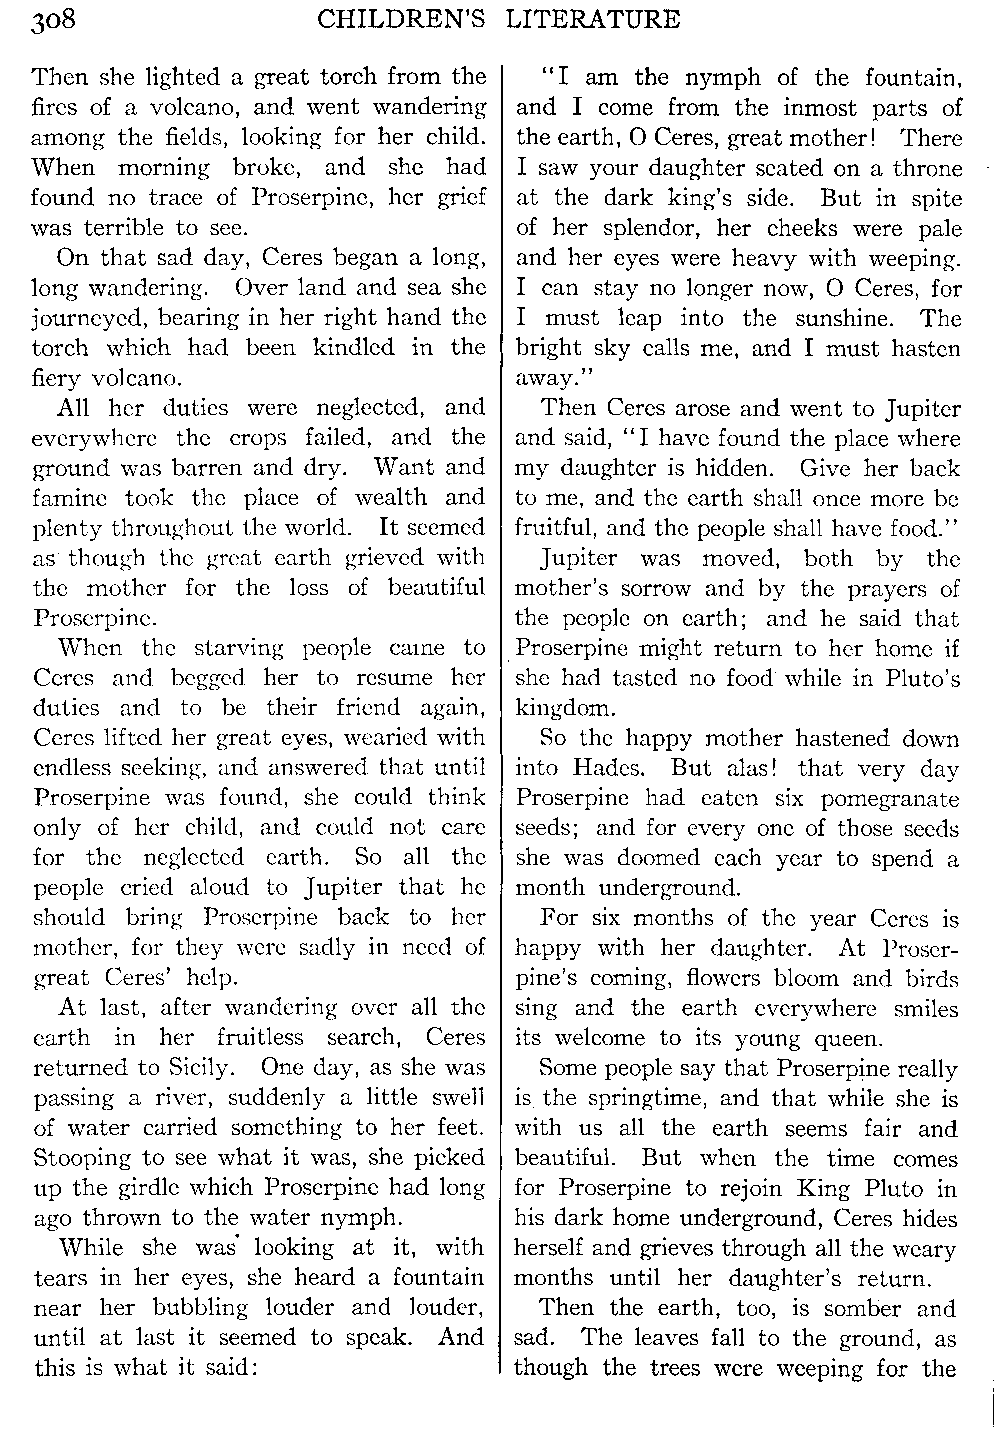 308 CHILDREN'S LITERATURE
Then she lighted a great torch from the
fires of a volcano, and went wandering
among the fields, looking for her child.
When morning broke, and she had
found no trace of Proserpine, her grief
was terrible to see.
On that sad day, Ceres began a long,
long wandering. Over land and sea she
journeyed, bearing in her right hand the
torch which had been kindled in the
fiery volcano.
All her duties were neglected, and
everywhere the crops failed, and the
ground was barren and dry. Want and
famine took the place of wealth and
plenty throughout the world. It seemed
as though the great earth grieved with
the mother for the loss of beautiful
Proserpine.
When the starving people came to
Ceres and begged her to resume her
duties and to be their friend again,
Ceres lifted her great eyes, wearied with
endless seeking, and answered that until
Proserpine was found, she could think
only of her child, and could not care
for the neglected earth. So all the
people cried aloud to Jupiter that he
should bring Proserpine back to her
mother, for they were sadly in need of
great Ceres' help.
At last, after wandering over all the
earth in her fruitless search, Ceres
returned to Sicily. One day, as she was
passing a river, suddenly a little swell
of water carried something to her feet.
Stooping to see what it was, she picked
up the girdle which Proserpine had long
ago thrown to the water nymph.
While she was looking at it, with
tears in her eyes, she heard a fountain
near her bubbling louder and louder,
until at last it seemed to speak. And
this is what it said:
"I am the nymph of the fountain,
and I come from the inmost parts of
the earth, O Ceres, great mother! There
I saw your daughter seated on a throne
at the dark king's side. But in spite
of her splendor, her cheeks were pale
and her eyes were heavy with weeping.
I can stay no longer now, O Ceres, for
I must leap into the sunshine. The
bright sky calls me, and I must hasten
away."
Then Ceres arose and went to Jupiter
and said, "I have found the place where
my daughter is hidden. Give her back
to me, and the earth shall once more be
fruitful, and the people shall have food."
Jupiter was moved, both by the
mother's sorrow and by the prayers of
the people on earth; and he said that
Proserpine might return to her home if
she had tasted no food while in Pluto's
kingdom.
So the happy mother hastened down
into Hades. But alas! that very day
Proserpine had eaten six pomegranate
seeds; and for every one of those seeds
she was doomed each year to spend a
month underground.
For six months of the year Ceres is
happy with her daughter. At Proser-
pine's coming, flowers bloom and birds
sing and the earth everywhere smiles
its welcome to its young queen.
Some people say that Proserpine really
is the springtime, and that while she is
with us all the earth seems fair and
beautiful. But when the time comes
for Proserpine to rejoin King Pluto in
his dark home underground, Ceres hides
herself and grieves through all the weary
months until her daughter's return.
Then the earth, too, is somber and
sad. The leaves fall to the ground, as
though the trees were weeping for the